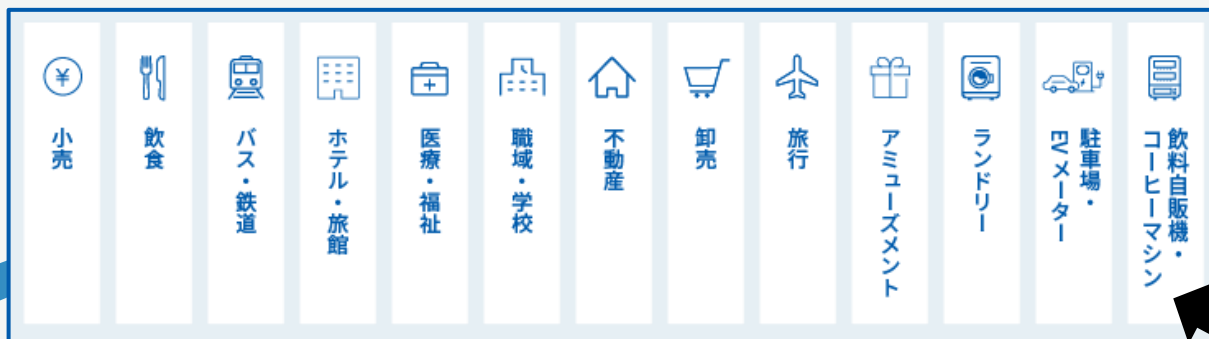 ¥
小売
飲食
バス・鉄道
ホテル・旅館
医療・福祉
職域・学校
不動産
卸売
旅行
アミューズメント
ランドリー
駐車場・
EVメーター
飲料自販機・
コーヒーマシン